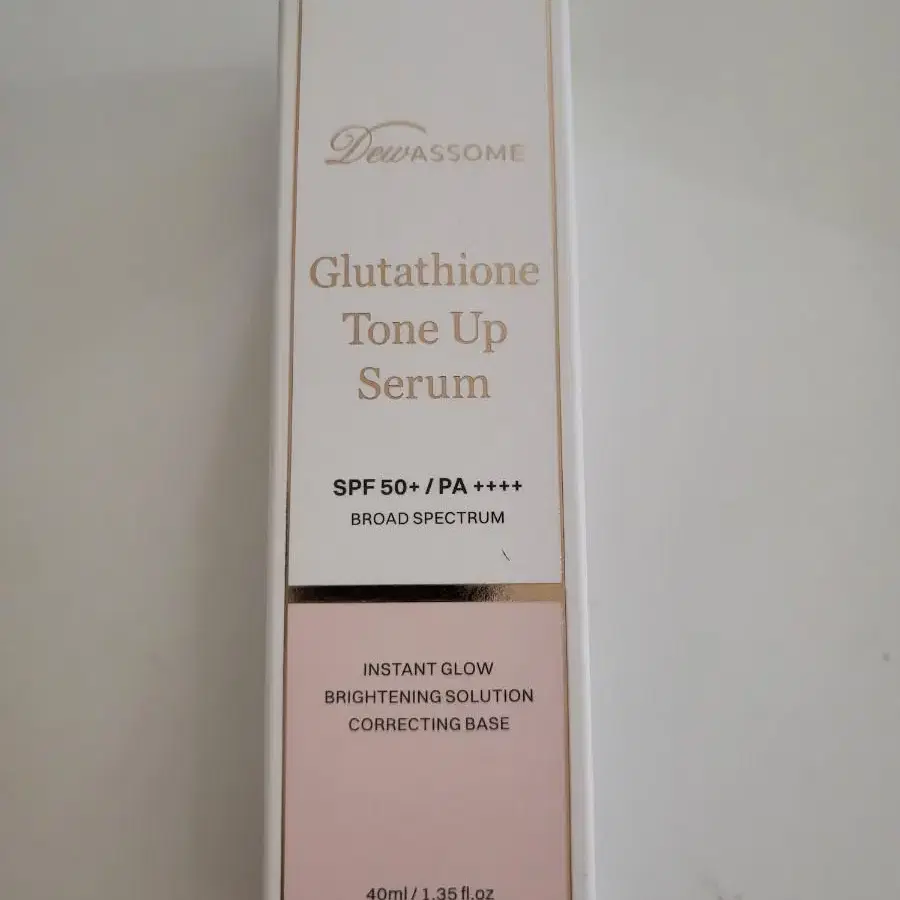 DewASSOME
Glutathione
Tone Up
Serum
SPF 50+ / PA ++++
BROAD SPECTRUM
INSTANT GLOW
BRIGHTENING SOLUTION
CORRECTING BASE
40ml / 1.35 fl.oz